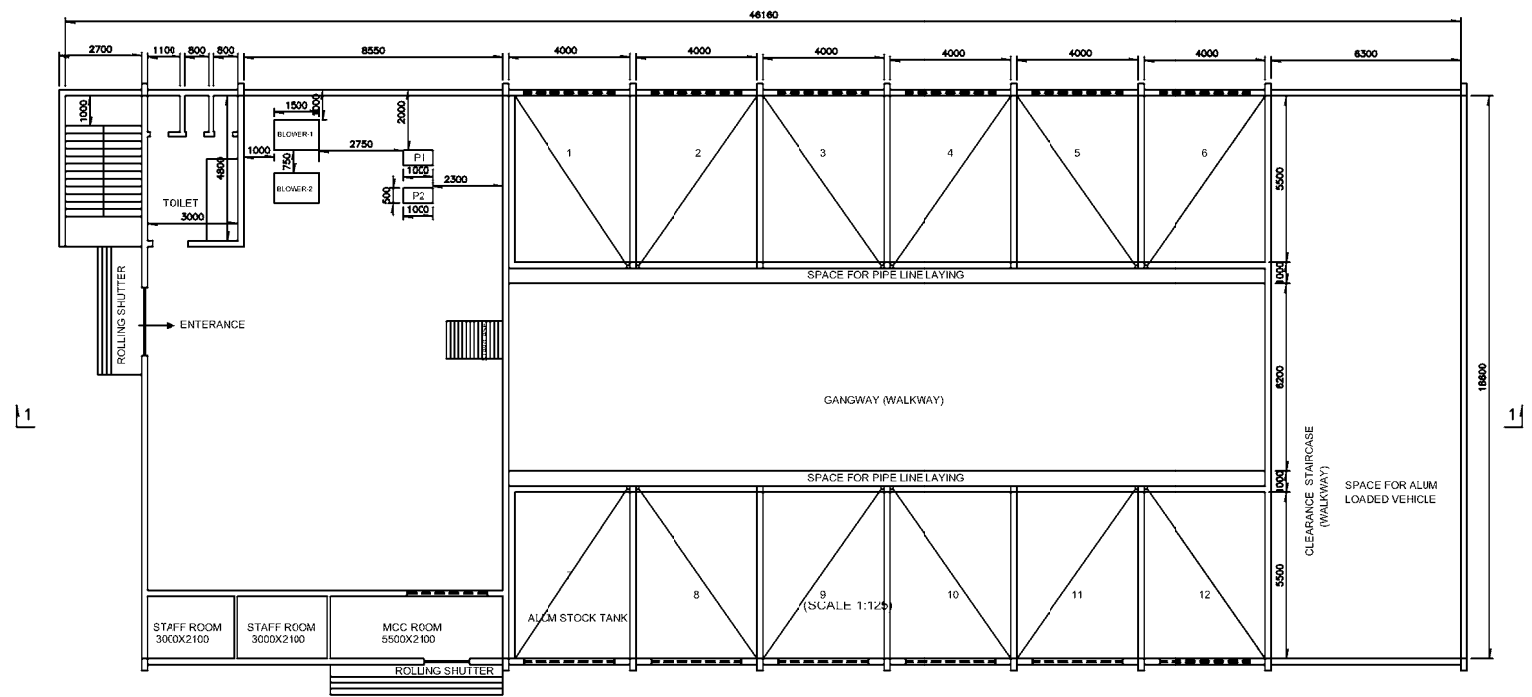 46160
2700
1100
800
800
8550
4000
4000
4000
4000
4000
4000
6300
1000
1500
1000
2000
BLOWER-1
2750
P1
1000
750
1000
4800
BLOWER-2
500
P2
1000
2300
TOILET
3000
1
2
3
4
5
6
5500
SPACE FOR PIPE LINE LAYING
1000
ROLLING SHUTTER
ENTERANCE
6200
18600
GANGWAY (WALKWAY)
1
1
SPACE FOR PIPE LINE LAYING
1000
CLEARANCE STAIRCASE
(WALKWAY)
SPACE FOR ALUM
LOADED VEHICLE
7
8
9
10
11
12
5500
(SCALE 1:125)
ALUM STOCK TANK
STAFF ROOM
3000X2100
STAFF ROOM
3000X2100
MCC ROOM
5500X2100
ROLLING SHUTTER